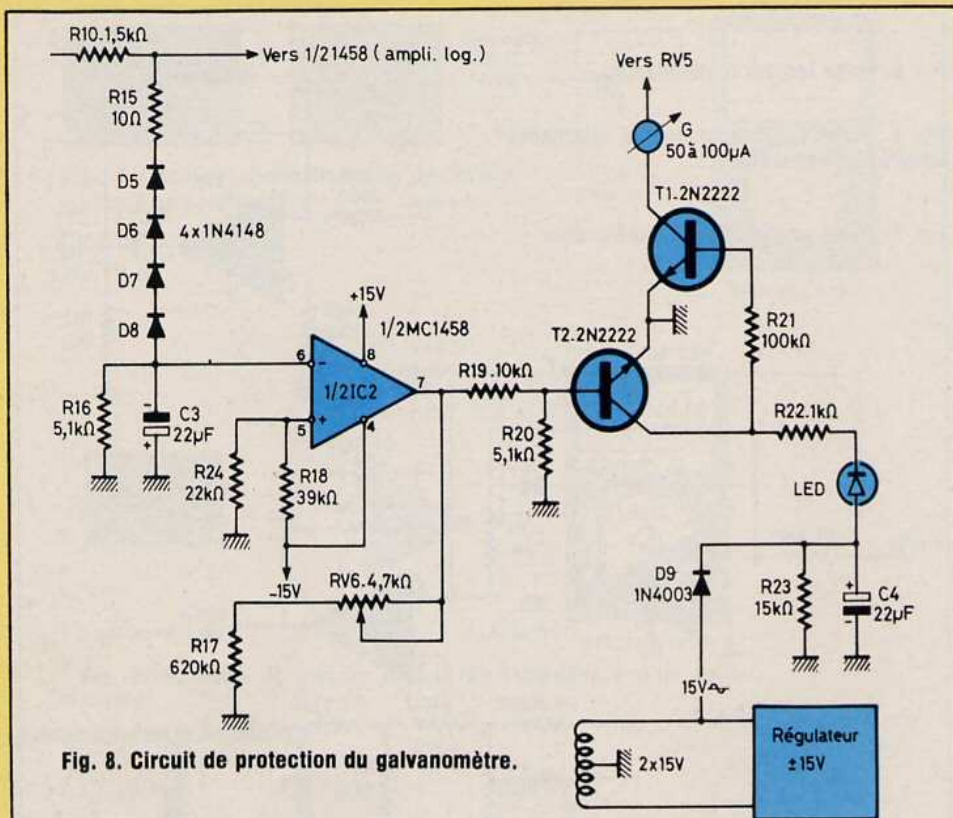 R10.1,5kΩ
Vers 1/21458 ( ampli. log.)
Vers RV5
R15
10Ω
G
50 à 100µA
D5
T1.2N2222
D6
4x1N4148
D7
+15V
D8
1/2MC1458
T2.2N2222
R21
100kΩ
6
-
8
1/2IC2
7
R19.10kΩ
R22.1kΩ
R16
5,1kΩ
C3
22µF
-
+
5
+
4
R20
5,1kΩ
LED
R24
22kΩ
R18
39kΩ
D9
1N4003
R23
15kΩ
+
-
C4
22µF
-15V
RV6.4,7kΩ
R17
620kΩ
15V
2x15V
Régulateur
±15V
Fig. 8. Circuit de protection du galvanomètre.